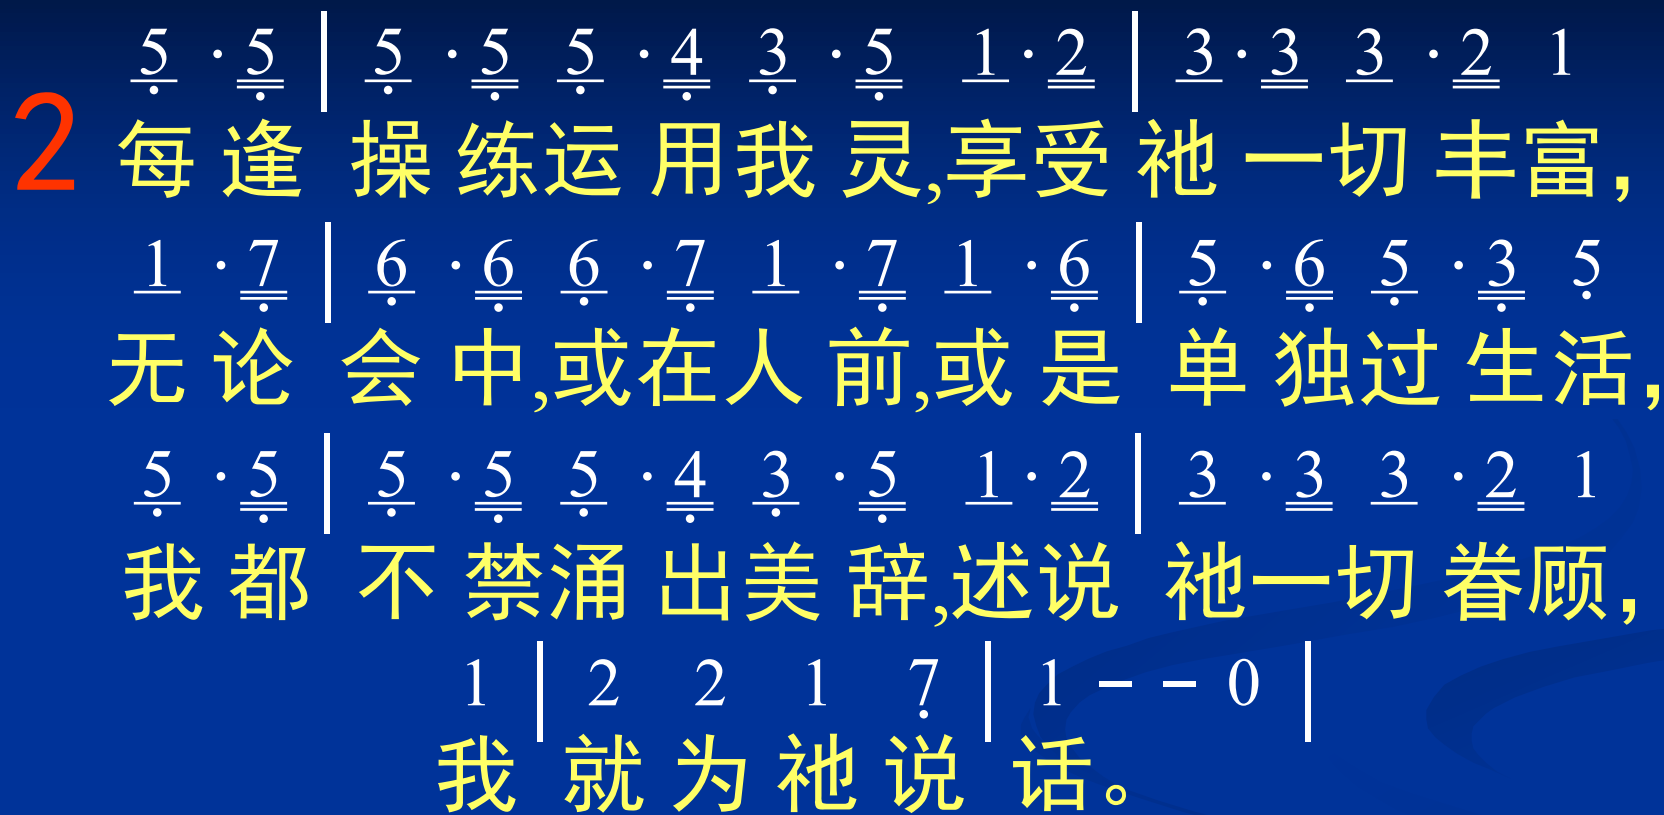 5̣ · 5̣ | 5̣ · 5̣ 5̣ · 4̣ 3̣ · 5̣ 1 · 2 | 3 · 3 3 · 2 1
2 每逢操练运用我灵,享受祂一切丰富,
1 · 7̣ | 6̣ · 6̣ 6̣ · 7̣ 1 · 7̣ 1 · 6̣ | 5̣ · 6̣ 5̣ · 3̣ 5̣
无论会中,或在人前,或是单独过生活,
5̣ · 5̣ | 5̣ · 5̣ 5̣ · 4̣ 3̣ · 5̣ 1 · 2 | 3 · 3 3 · 2 1
我都不禁涌出美辞,述说祂一切眷顾,
1 | 2 2 1 7̣ | 1 – – 0 |
我就为祂说话。